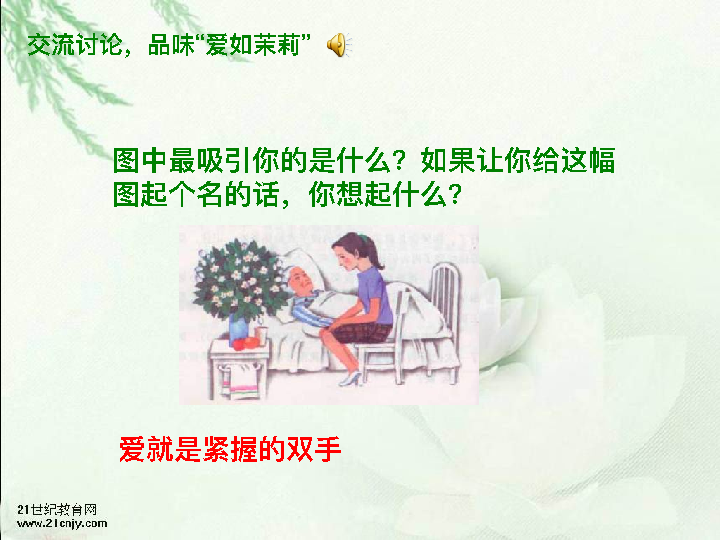 交流讨论，品味“爱如茉莉”
图中最吸引你的是什么？如果让你给这幅
图起个名的话，你想起什么？
爱就是紧握的双手
21世纪教育网
www.21cnjy.com